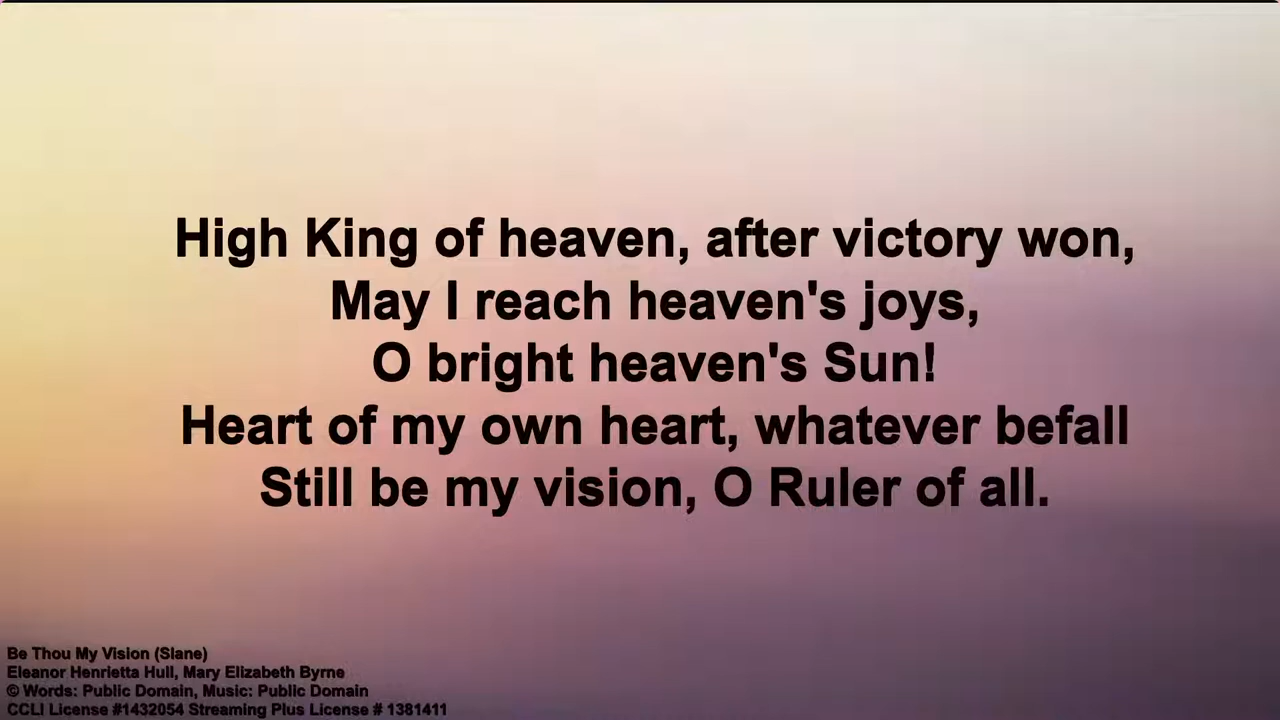 High King of heaven, after victory won,
May I reach heaven's joys,
O bright heaven's Sun!
Heart of my own heart, whatever befall
Still be my vision, O Ruler of all.
Be Thou My Vision (Slane)
Eleanor Henrietta Hull, Mary Elizabeth Byrne
© Words: Public Domain, Music: Public Domain
CCLI License #1432054 Streaming Plus License # 1381411